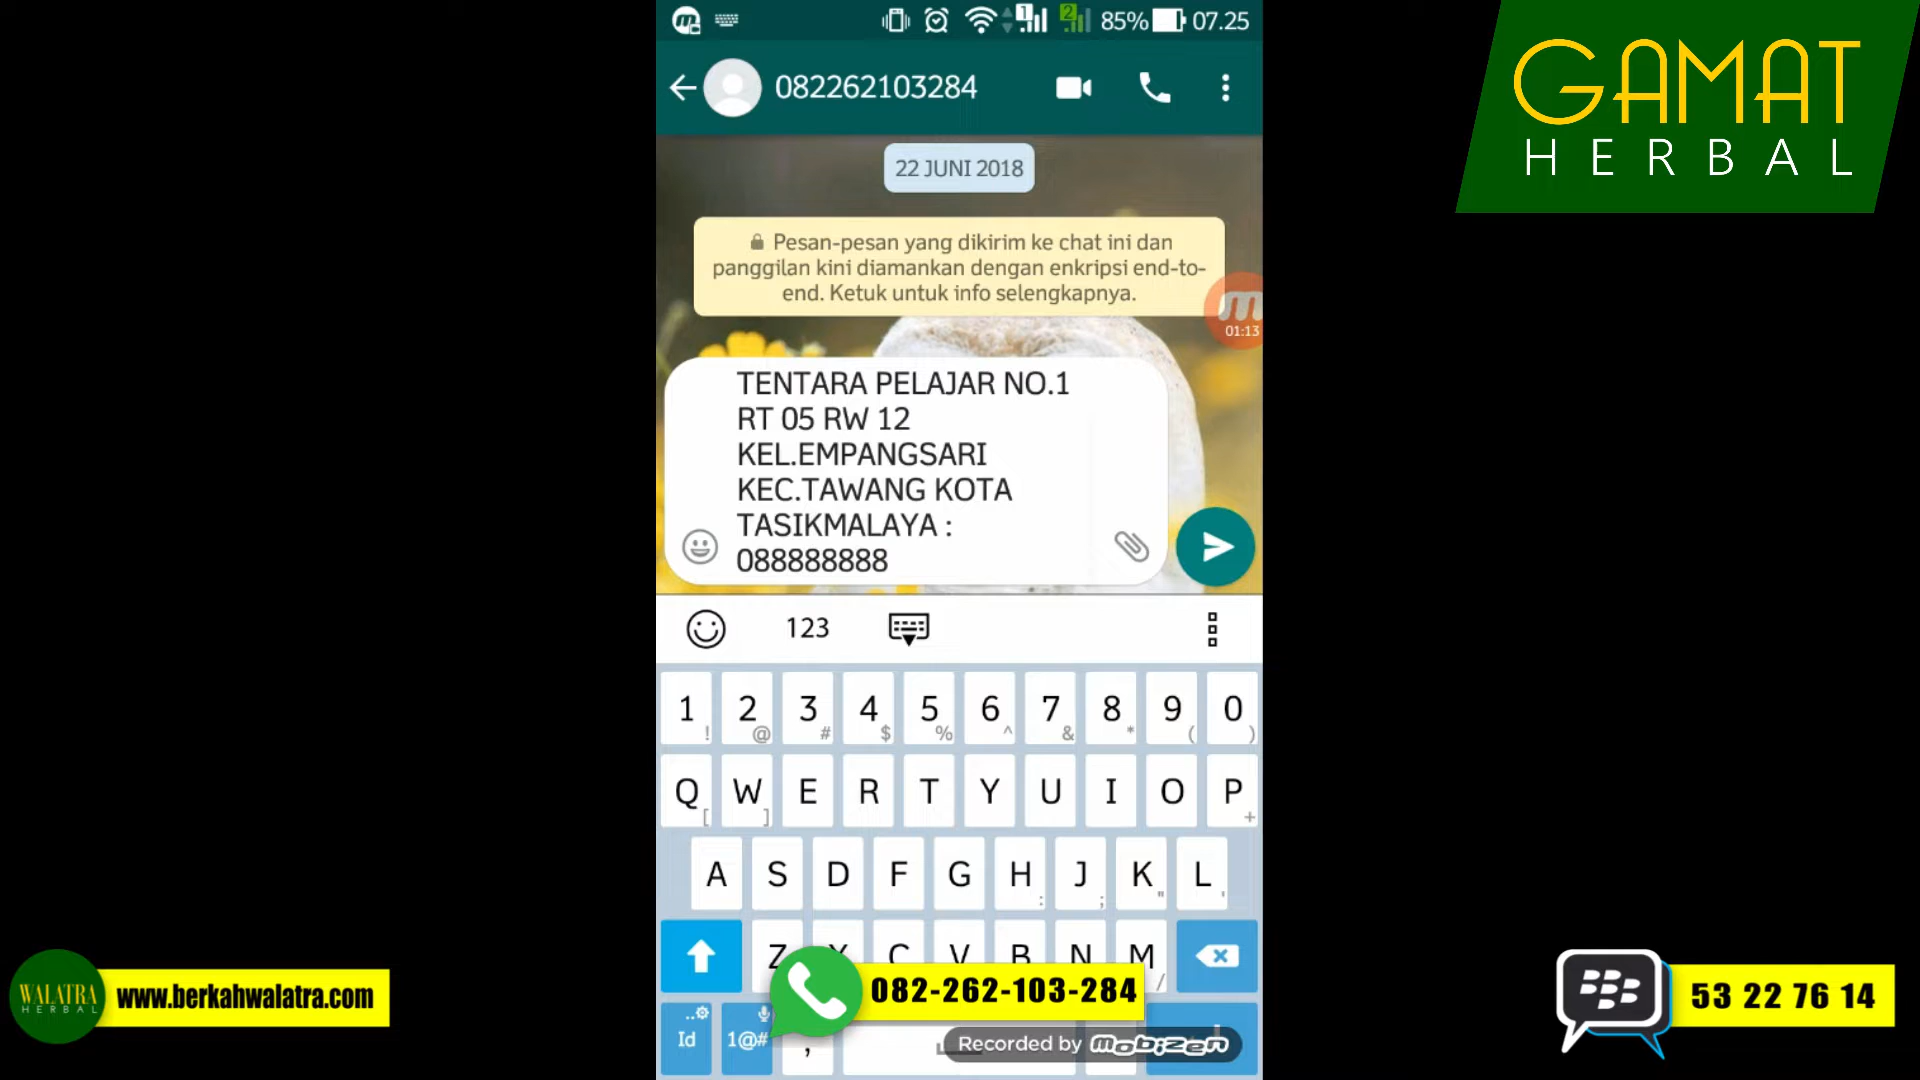 85% 07.25
082262103284
22 JUNI 2018
Pesan-pesan yang dikirim ke chat ini dan
panggilan kini diamankan dengan enkripsi end-to-
end. Ketuk untuk info selengkapnya.
01:13
TENTARA PELAJAR NO.1
RT 05 RW 12
KEL.EMPANGSARI
KEC.TAWANG KOTA
TASIKMALAYA :
088888888
123
1 2 3 4 5 6 7 8 9 0
! @ # $ % ^ & * ( )
Q W E R T Y U I O P
[ ] +
A S D F G H J K L
: ; " '
Z X C V B N M
/
Id 1@# ,
GAMAT
HERBAL
WALATRA
HERBAL
www.berkahwalatra.com
082-262-103-284
Recorded by mobizen
53 22 76 14